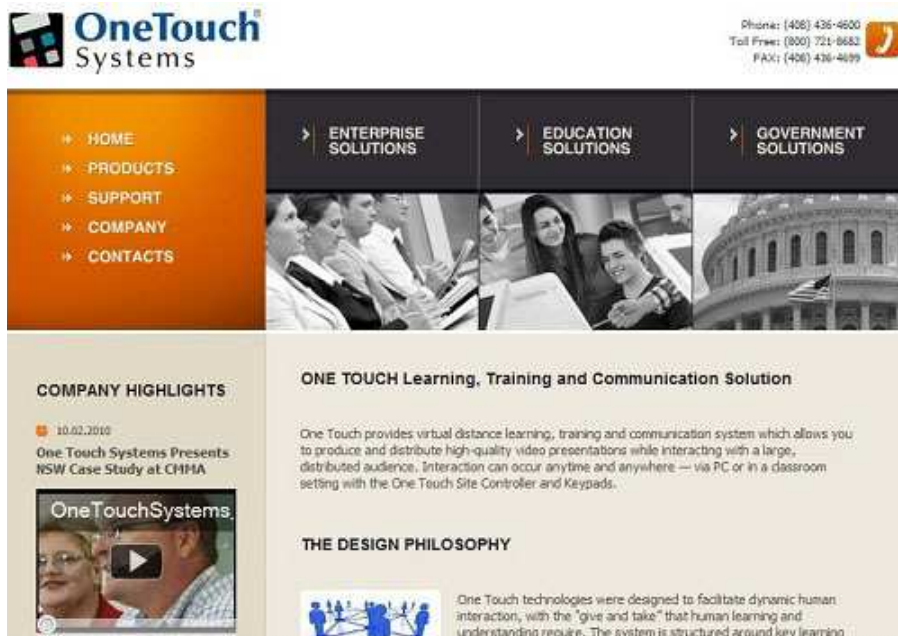 OneTouch®
Systems
Phone: (408) 436-4600
Toll Free: (800) 721-8682
FAX: (408) 436-4699
HOME
PRODUCTS
SUPPORT
COMPANY
CONTACTS
ENTERPRISE
SOLUTIONS
EDUCATION
SOLUTIONS
GOVERNMENT
SOLUTIONS
COMPANY HIGHLIGHTS
10.02.2010
One Touch Systems Presents
NSW Case Study at CMMA
OneTouchSystems_
ONE TOUCH Learning, Training and Communication Solution
One Touch provides virtual distance learning, training and communication system which allows you
to produce and distribute high-quality video presentations while interacting with a large,
distributed audience. Interaction can occur anytime and anywhere — via PC or in a classroom
setting with the One Touch Site Controller and Keypads.
THE DESIGN PHILOSOPHY
One Touch technologies were designed to facilitate dynamic human
interaction, with the "give and take" that human learning and
understanding require. The system is structured around key learning